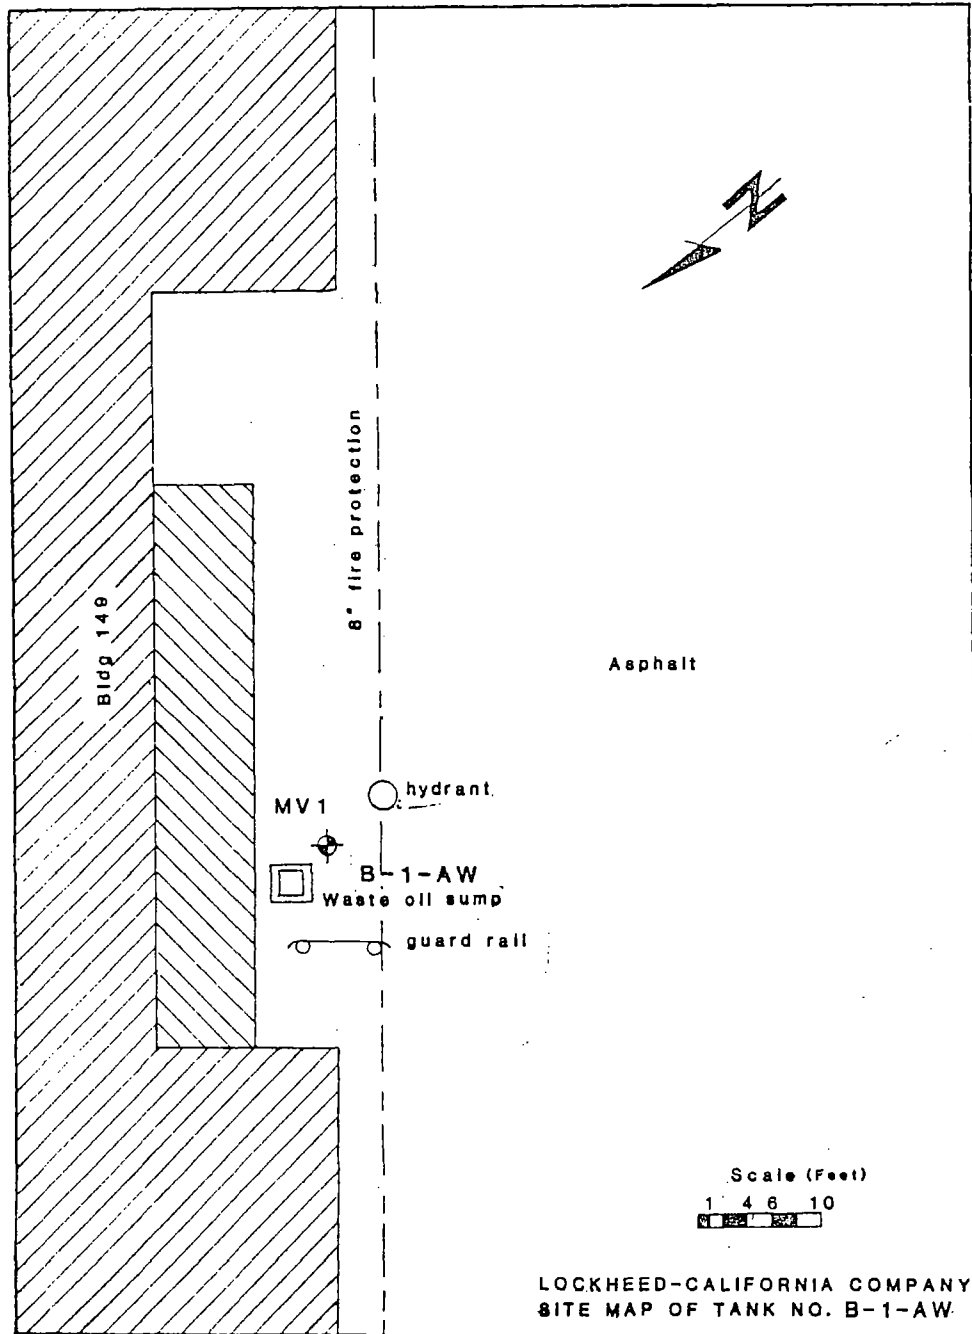 N
8" fire protection
Bldg 149
Asphalt
hydrant
MV1
B-1-AW
Waste oil sump
guard rail
Scale (Feet)
1 4 6 10
LOCKHEED-CALIFORNIA COMPANY
SITE MAP OF TANK NO. B-1-AW